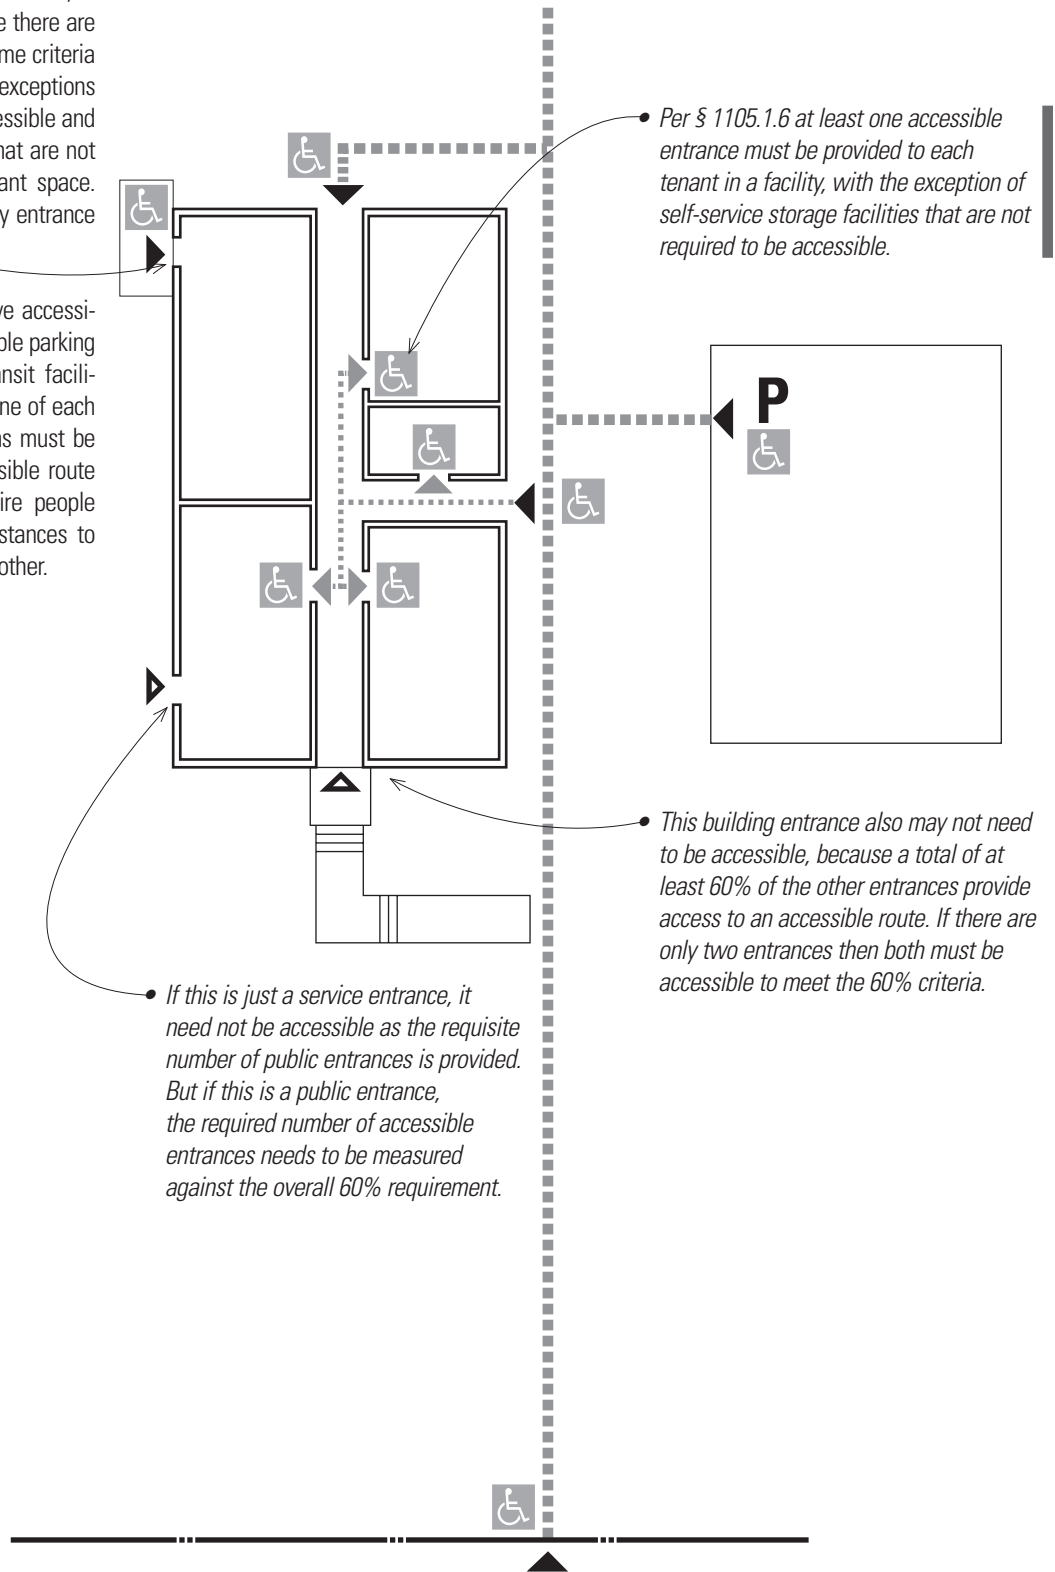 e there are
me criteria
exceptions
essible and
hat are not
ant space.
y entrance
ve accessi-
ble parking
ansit facili-
ne of each
ns must be
sible route
ire people
stances to
other.
• Per § 1105.1.6 at least one accessible
entrance must be provided to each
tenant in a facility, with the exception of
self-service storage facilities that are not
required to be accessible.
P
• This building entrance also may not need
to be accessible, because a total of at
least 60% of the other entrances provide
access to an accessible route. If there are
only two entrances then both must be
accessible to meet the 60% criteria.
• If this is just a service entrance, it
need not be accessible as the requisite
number of public entrances is provided.
But if this is a public entrance,
the required number of accessible
entrances needs to be measured
against the overall 60% requirement.